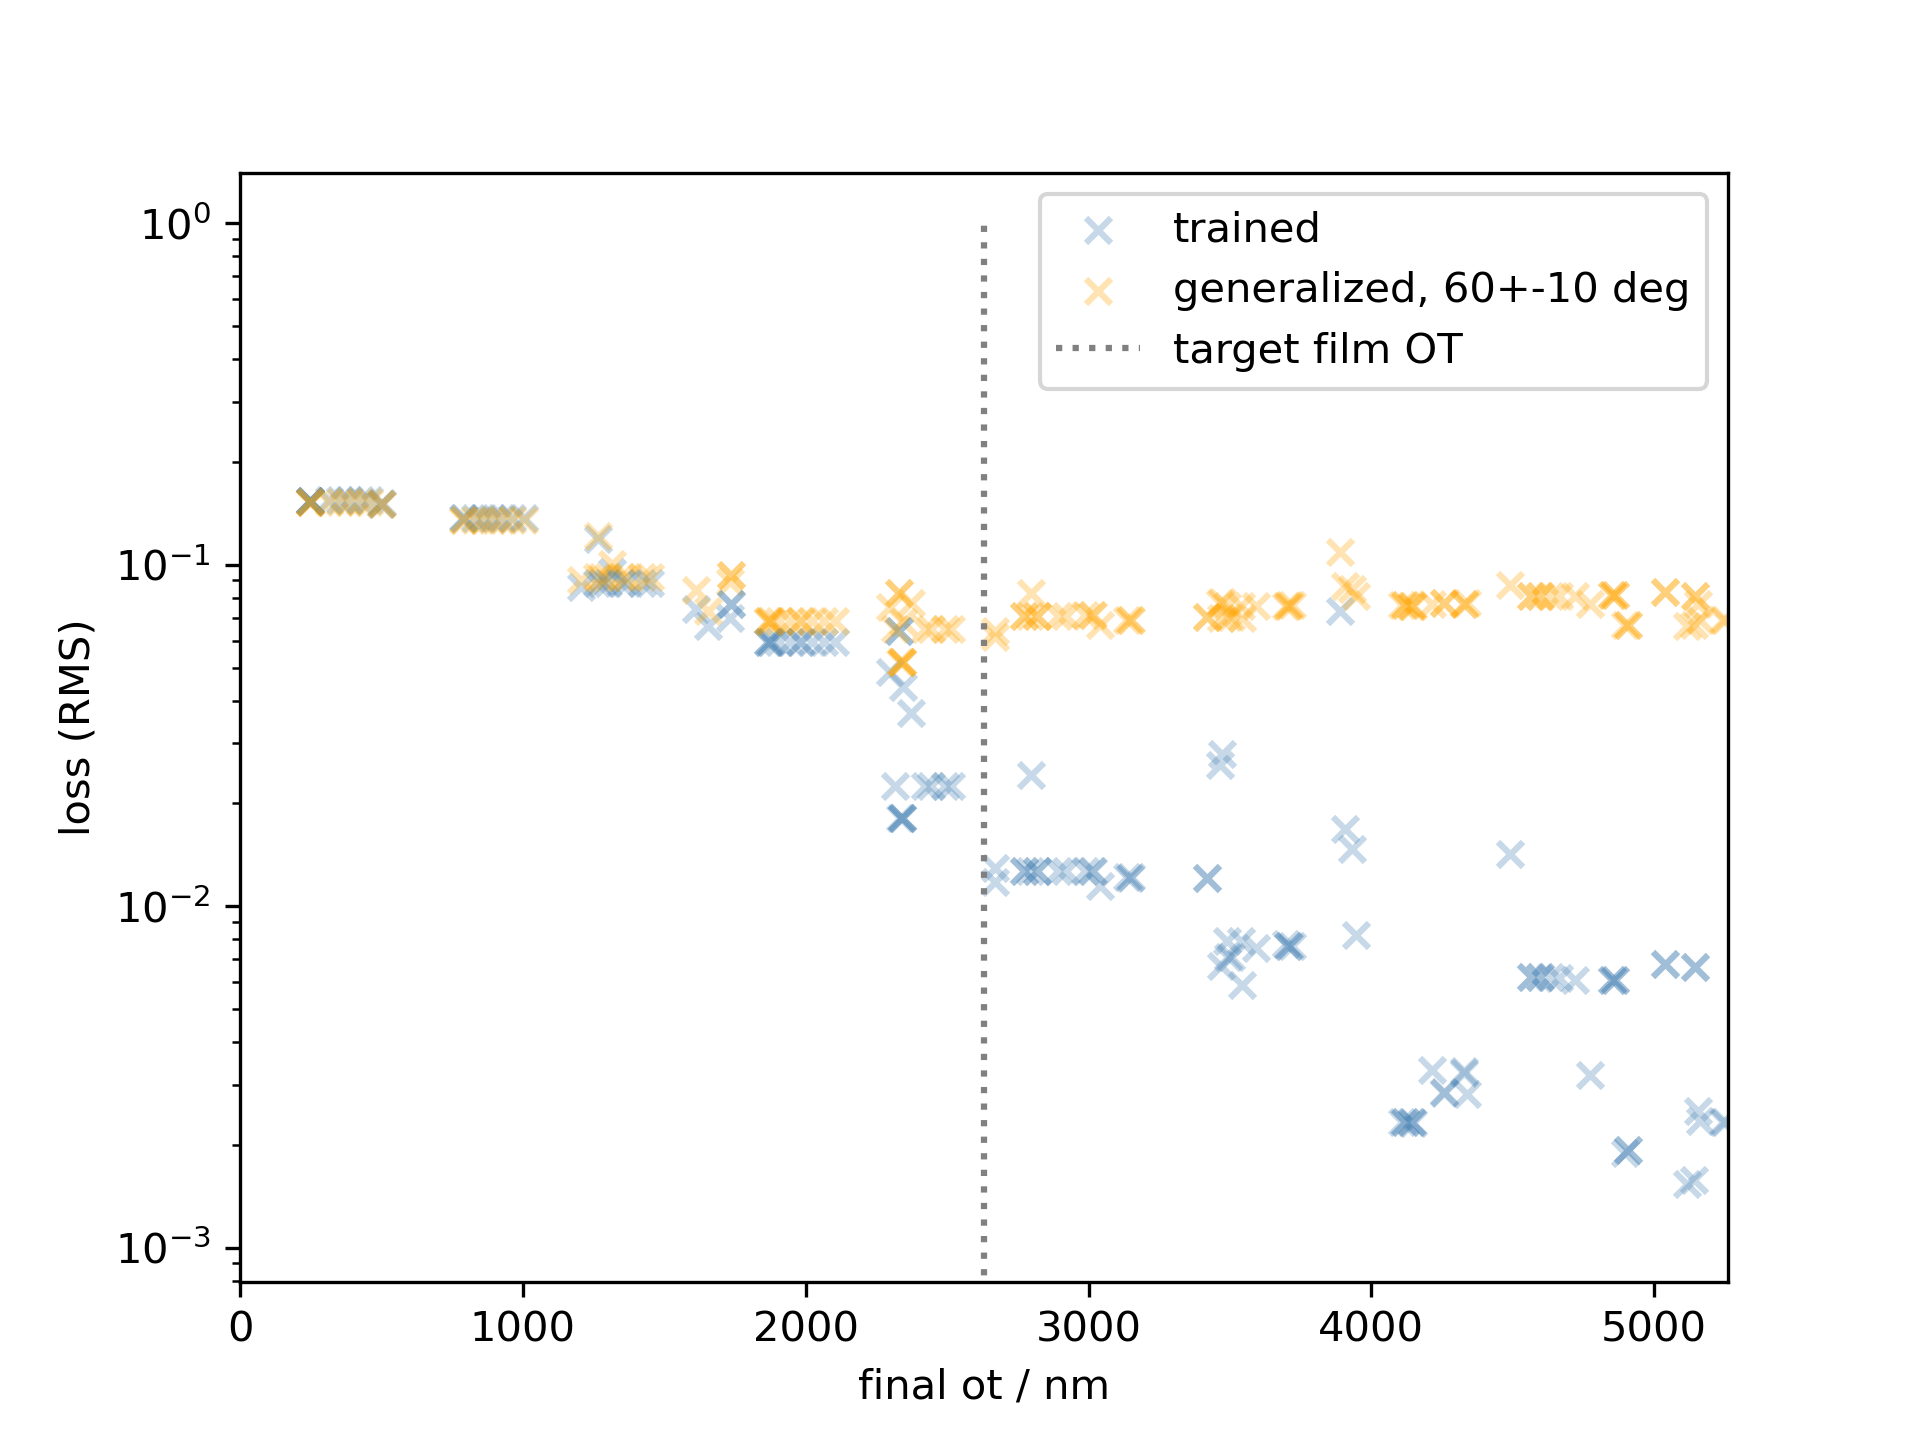 trained
generalized, 60+-10 deg
target film OT
10⁰
10⁻¹
10⁻²
10⁻³
loss (RMS)
0 1000 2000 3000 4000 5000
final ot / nm